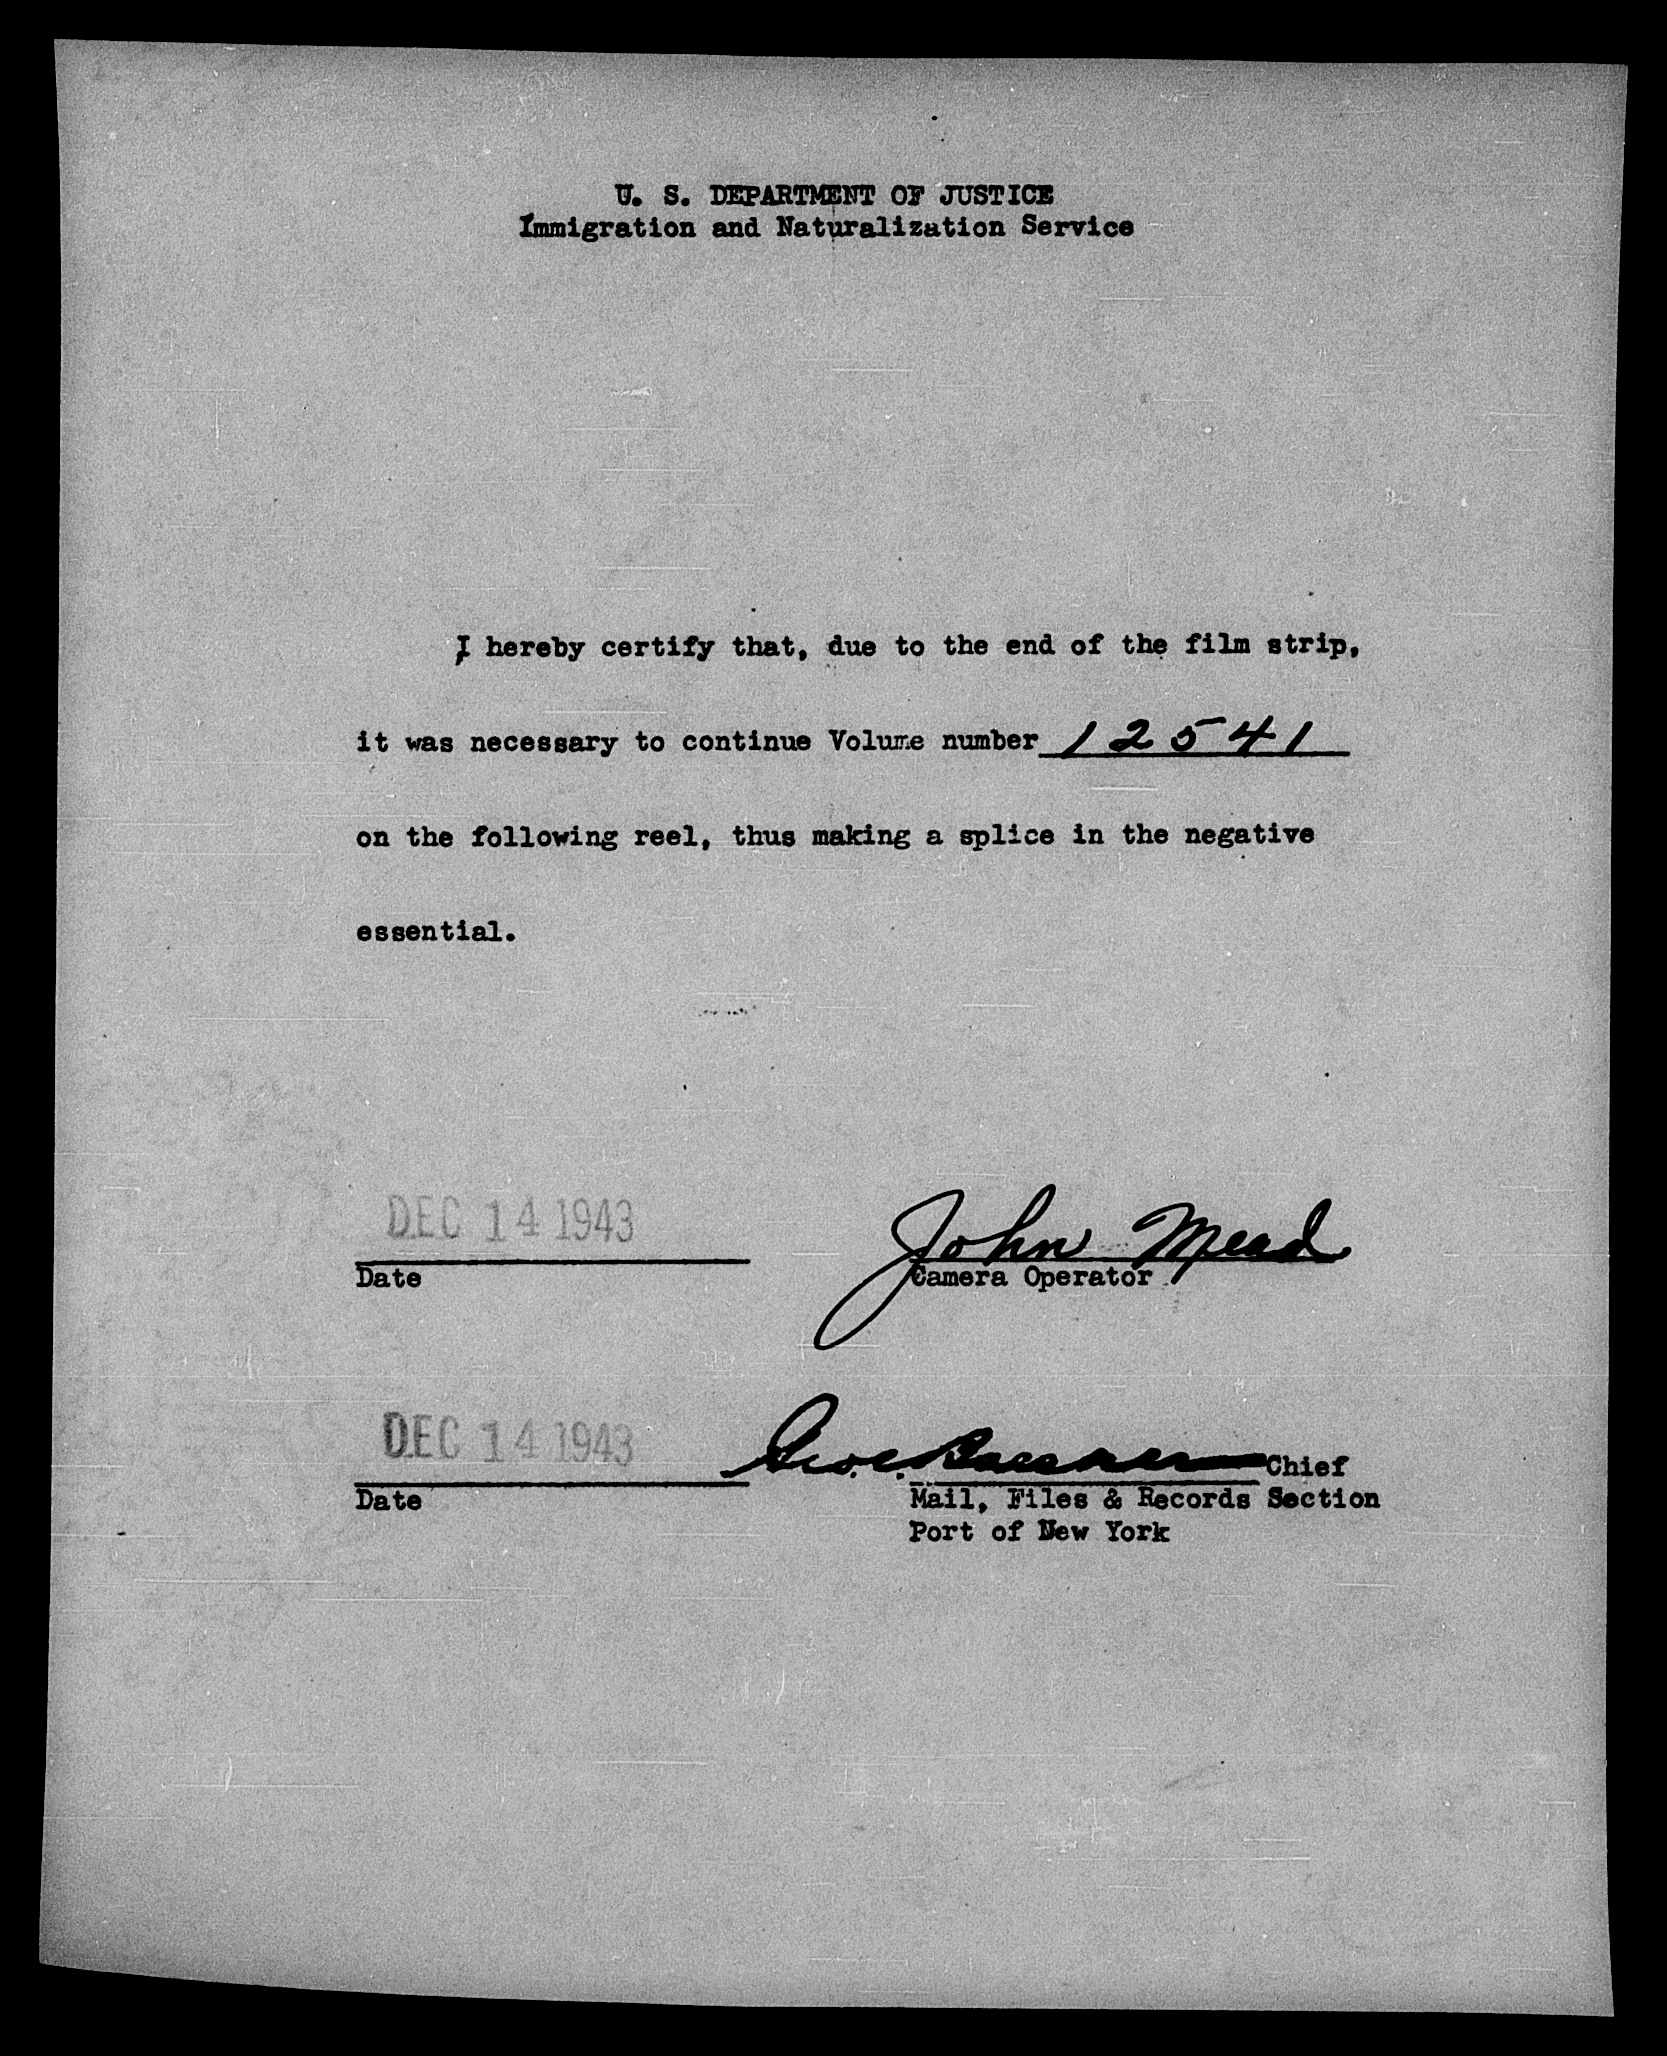 U. S. DEPARTMENT OF JUSTICE
Immigration and Naturalization Service
I hereby certify that, due to the end of the film strip,
it was necessary to continue Volume number 12541
on the following reel, thus making a splice in the negative
essential.
DEC 14 1943 John Mead
Date Camera Operator
DEC 14 1943 Geo. C. Chief
Date Mail, Files & Records Section
Port of New York